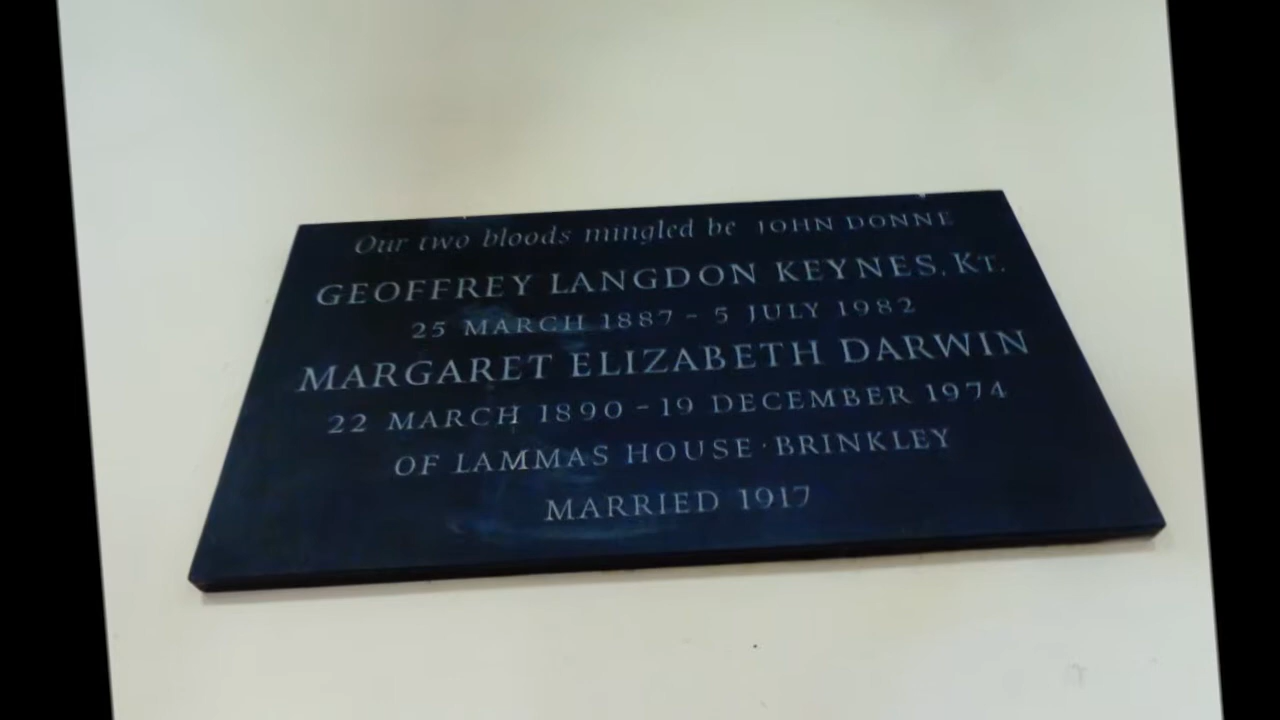 Our two bloods mingled be JOHN DONNE
GEOFFREY LANGDON KEYNES, KT.
25 MARCH 1887 - 5 JULY 1982
MARGARET ELIZABETH DARWIN
22 MARCH 1890 - 19 DECEMBER 1974
OF LAMMAS HOUSE · BRINKLEY
MARRIED 1917